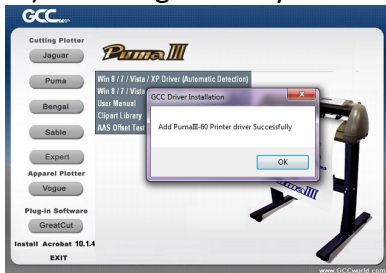 GCC
Cutting Plotter
Jaguar
Puma III
Puma
Win 8 / 7 / Vista / XP Driver (Automatic Detection)
Win 8 / 7 / Vista
User Manual
Clipart Library
AAS Offset Test
GCC Driver Installation
Add PumaIII-60 Printer driver Successfully
OK
Bengal
Sable
Expert
Apparel Plotter
Vogue
Plug-in Software
GreatCut
Install Acrobat 10.1.4
EXIT
PumaIII
www.GCCworld.com